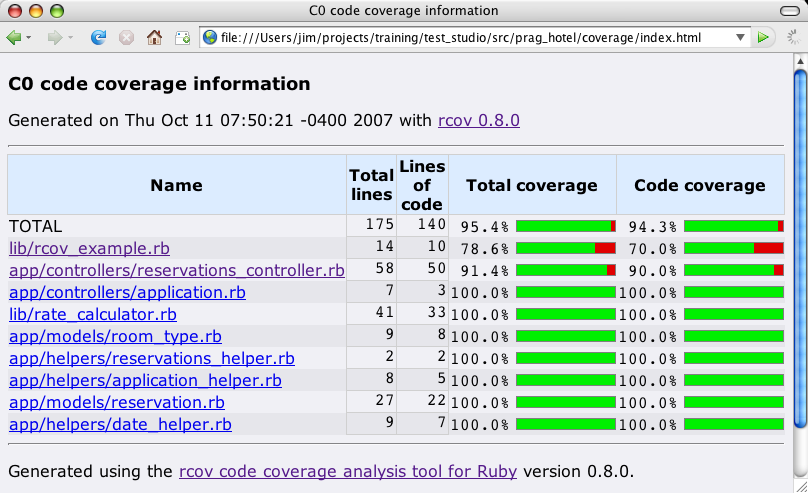 C0 code coverage information
file:///Users/jim/projects/training/test_studio/src/prag_hotel/coverage/index.html
C0 code coverage information
Generated on Thu Oct 11 07:50:21 -0400 2007 with rcov 0.8.0
Name Total lines Lines of code Total coverage Code coverage
TOTAL 175 140 95.4% 94.3%
lib/rcov_example.rb 14 10 78.6% 70.0%
app/controllers/reservations_controller.rb 58 50 91.4% 90.0%
app/controllers/application.rb 7 3 100.0% 100.0%
lib/rate_calculator.rb 41 33 100.0% 100.0%
app/models/room_type.rb 9 8 100.0% 100.0%
app/helpers/reservations_helper.rb 2 2 100.0% 100.0%
app/helpers/application_helper.rb 8 5 100.0% 100.0%
app/models/reservation.rb 27 22 100.0% 100.0%
app/helpers/date_helper.rb 9 7 100.0% 100.0%
Generated using the rcov code coverage analysis tool for Ruby version 0.8.0.